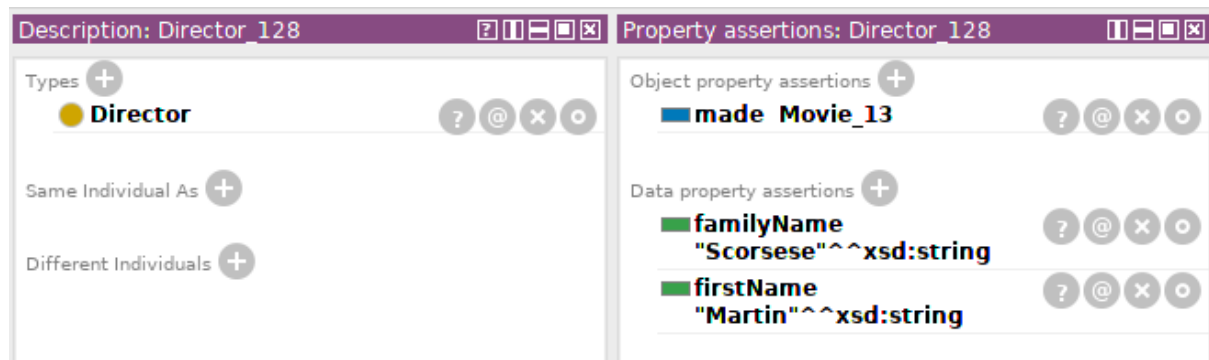 Description: Director_128
Types
Director
Same Individual As
Different Individuals
Property assertions: Director_128
Object property assertions
made Movie_13
Data property assertions
familyName
"Scorsese"^^xsd:string
firstName
"Martin"^^xsd:string